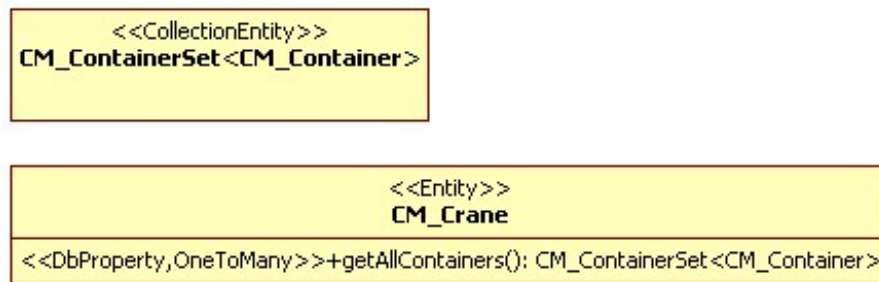 <<CollectionEntity>>
CM_ContainerSet<CM_Container>
<<Entity>>
CM_Crane
<<DbProperty,OneToMany>>+getAllContainers(): CM_ContainerSet<CM_Container>